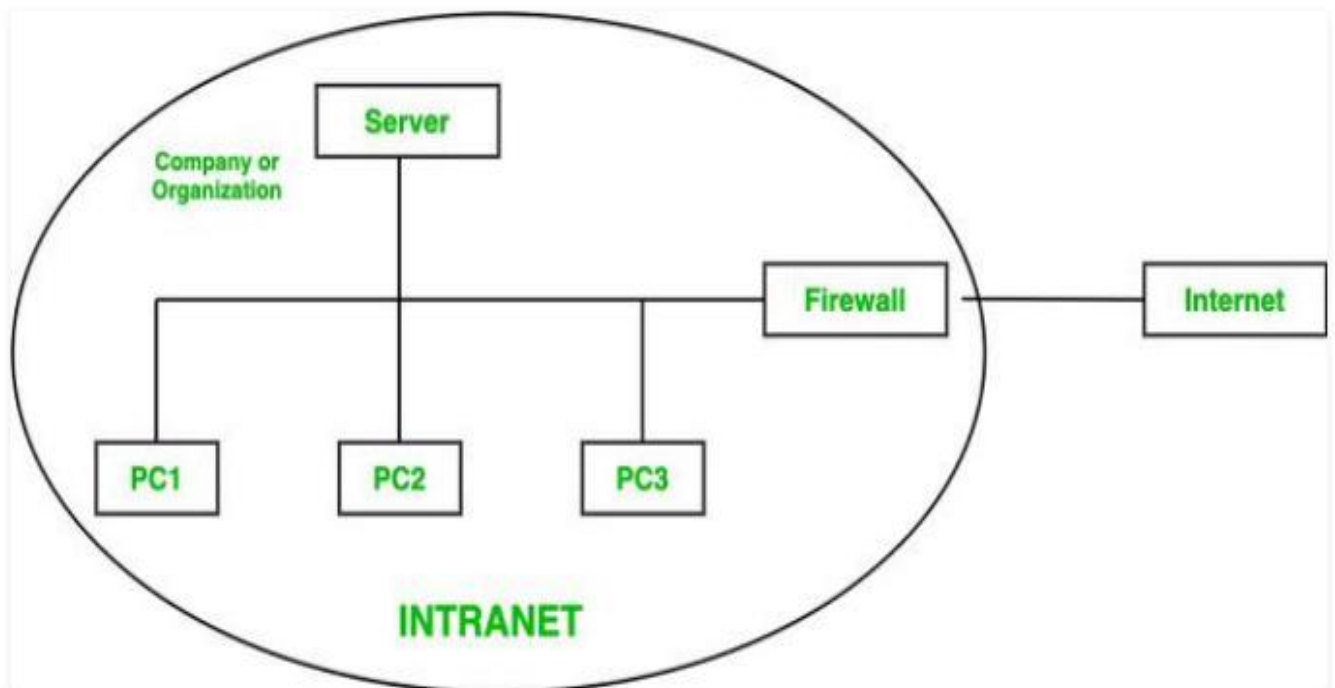 Server
Company or
Organization
Firewall
Internet
PC1
PC2
PC3
INTRANET